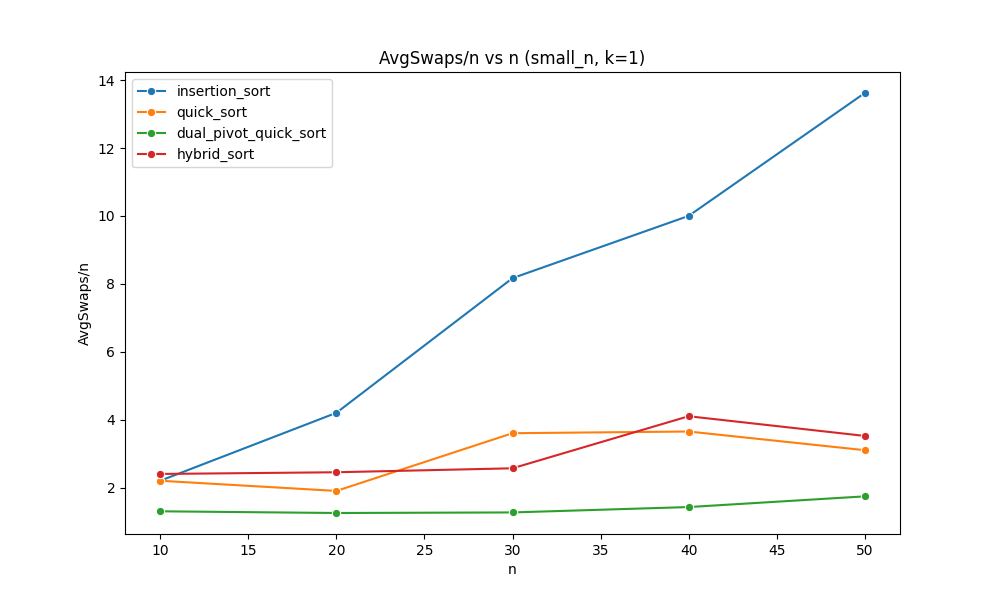 AvgSwaps/n vs n (small_n, k=1)
insertion_sort
quick_sort
dual_pivot_quick_sort
hybrid_sort
AvgSwaps/n
14
12
10
8
6
4
2
10 15 20 25 30 35 40 45 50
n